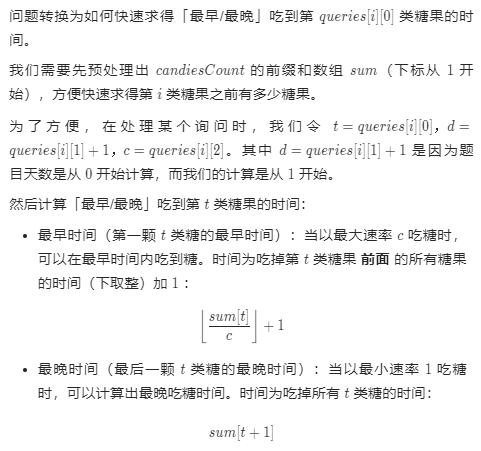 问题转换为如何快速求得「最早/最晚」吃到第 queries[i][0] 类糖果的时
间。
我们需要先预处理出 candiesCount 的前缀和数组 sum（下标从 1 开
始），方便快速求得第 i 类糖果之前有多少糖果。
为了方便，在处理某个询问时，我们令 t = queries[i][0]，d =
queries[i][1] + 1，c = queries[i][2]。其中 d = queries[i][1] + 1 是因为题
目天数是从 0 开始计算，而我们的计算是从 1 开始。
然后计算「最早/最晚」吃到第 t 类糖果的时间：
• 最早时间（第一颗 t 类糖的最早时间）：当以最大速率 c 吃糖时，
可以在最早时间内吃到糖。时间为吃掉第 t 类糖果 前面 的所有糖果
的时间（下取整）加 1 ：
⌊sum[t]/c⌋ + 1
• 最晚时间（最后一颗 t 类糖的最晚时间）：当以最小速率 1 吃糖
时，可以计算出最晚吃糖时间。时间为吃掉所有 t 类糖的时间：
sum[t + 1]